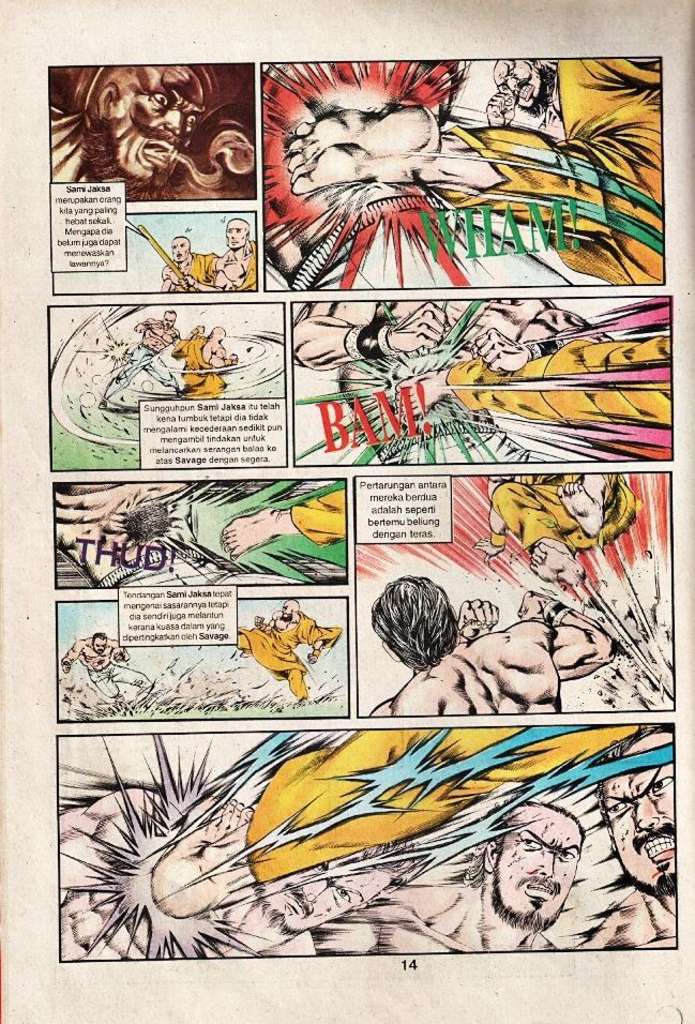 Sami Jaksa
merupakan orang
kita yang paling
hebat sekali.
Mengapa dia
belum juga dapat
menewaskan
lawannya?
WHAM!
Sungguhpun Sami Jaksa itu telah
kena tumbuk tetapi dia tidak
mengalami kecederaan sedikit pun
mengambil tindakan untuk
melancarkan serangan balas ke
atas Savage dengan segera.
BAM!
THUD!
Tendangan Sami Jaksa tepat
mengenai sasarannya tetapi
dia sendiri juga melantun
kerana kuasa dalam yang
dipertingkatkan oleh Savage.
Pertarungan antara
mereka berdua
adalah seperti
bertemu beliung
dengan teras.
14